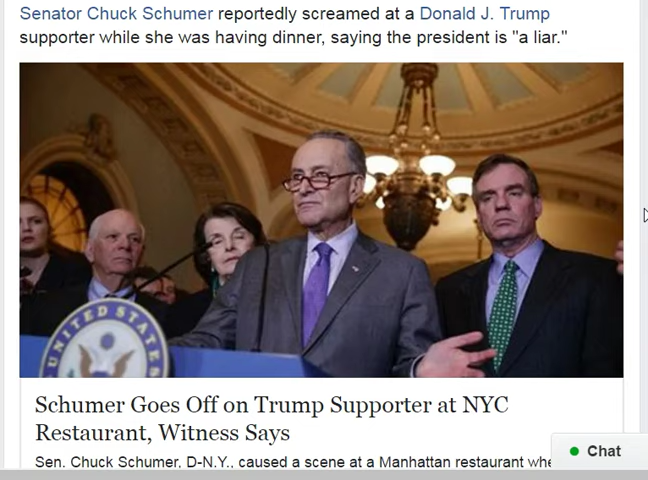 Senator Chuck Schumer reportedly screamed at a Donald J. Trump
supporter while she was having dinner, saying the president is "a liar."
UNITED STATES
Schumer Goes Off on Trump Supporter at NYC
Restaurant, Witness Says
Sen. Chuck Schumer, D-N.Y., caused a scene at a Manhattan restaurant
Chat